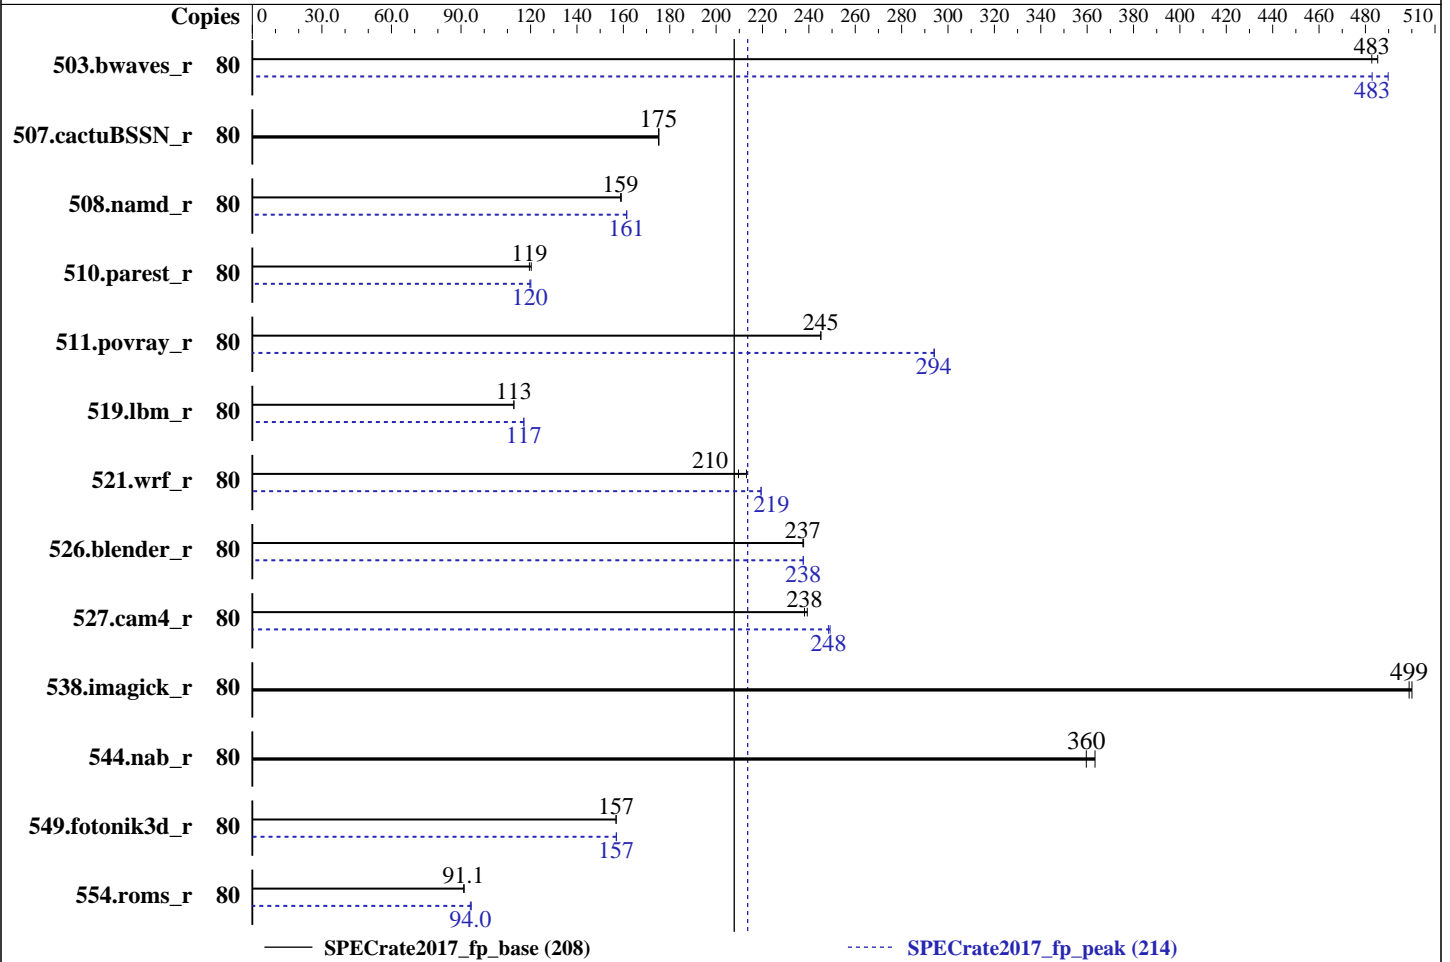 Copies 0 30.0 60.0 90.0 120 140 160 180 200 220 240 260 280 300 320 340 360 380 400 420 440 460 480 510
503.bwaves_r 80 483
483
507.cactuBSSN_r 80 175
508.namd_r 80 159
161
510.parest_r 80 119
120
511.povray_r 80 245
294
519.lbm_r 80 113
117
521.wrf_r 80 210
219
526.blender_r 80 237
238
527.cam4_r 80 238
248
538.imagick_r 80 499
544.nab_r 80 360
549.fotonik3d_r 80 157
157
554.roms_r 80 91.1
94.0
SPECrate2017_fp_base (208) SPECrate2017_fp_peak (214)